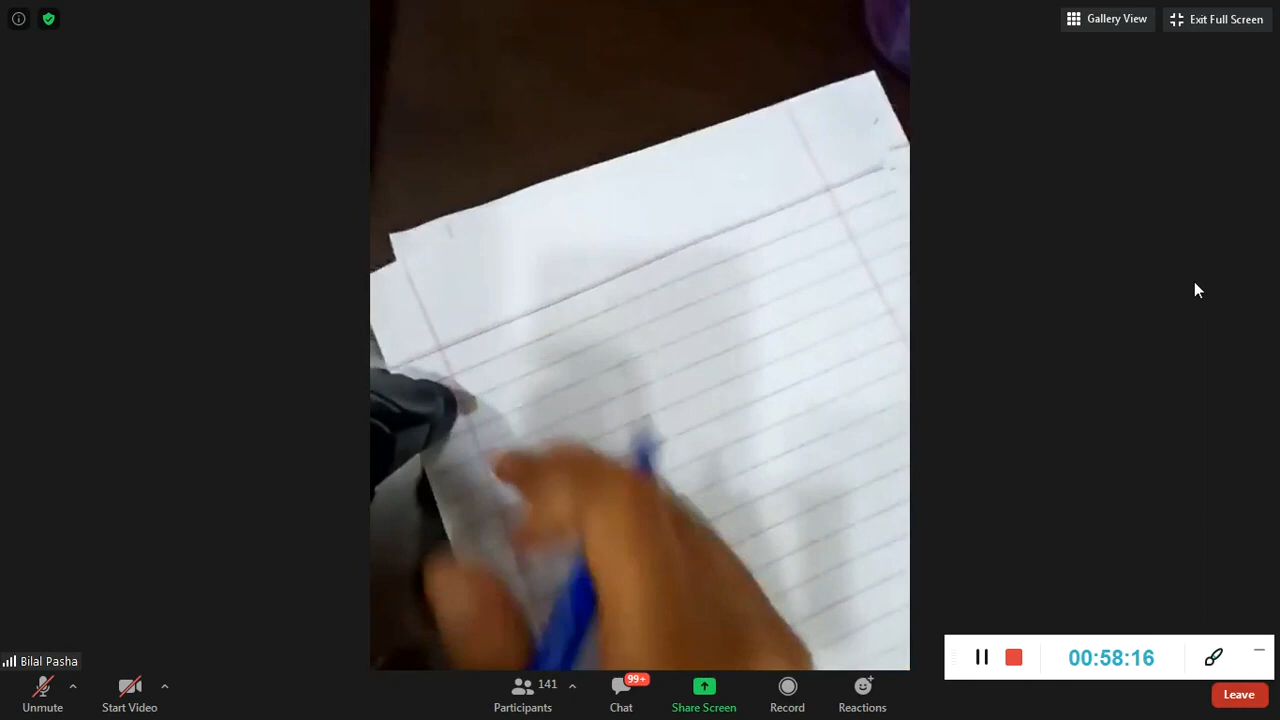 Gallery View
Exit Full Screen
Bilal Pasha
00:58:16
Unmute
Start Video
141
Participants
99+
Chat
Share Screen
Record
Reactions
Leave